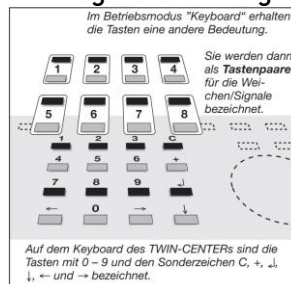 Im Betriebsmodus "Keyboard" erhalten
die Tasten eine andere Bedeutung.
Sie werden dann
als Tastenpaare
für die Wei-
chen/Signale
bezeichnet.
1 2 3 4
5 6 7 8
1 2 3 C
4 5 6 +
7 8 9 ↲
← 0 → ↓
Auf dem Keyboard des TWIN-CENTERs sind die
Tasten mit 0 – 9 und den Sonderzeichen C, +, ↲,
↓, ← und → bezeichnet.